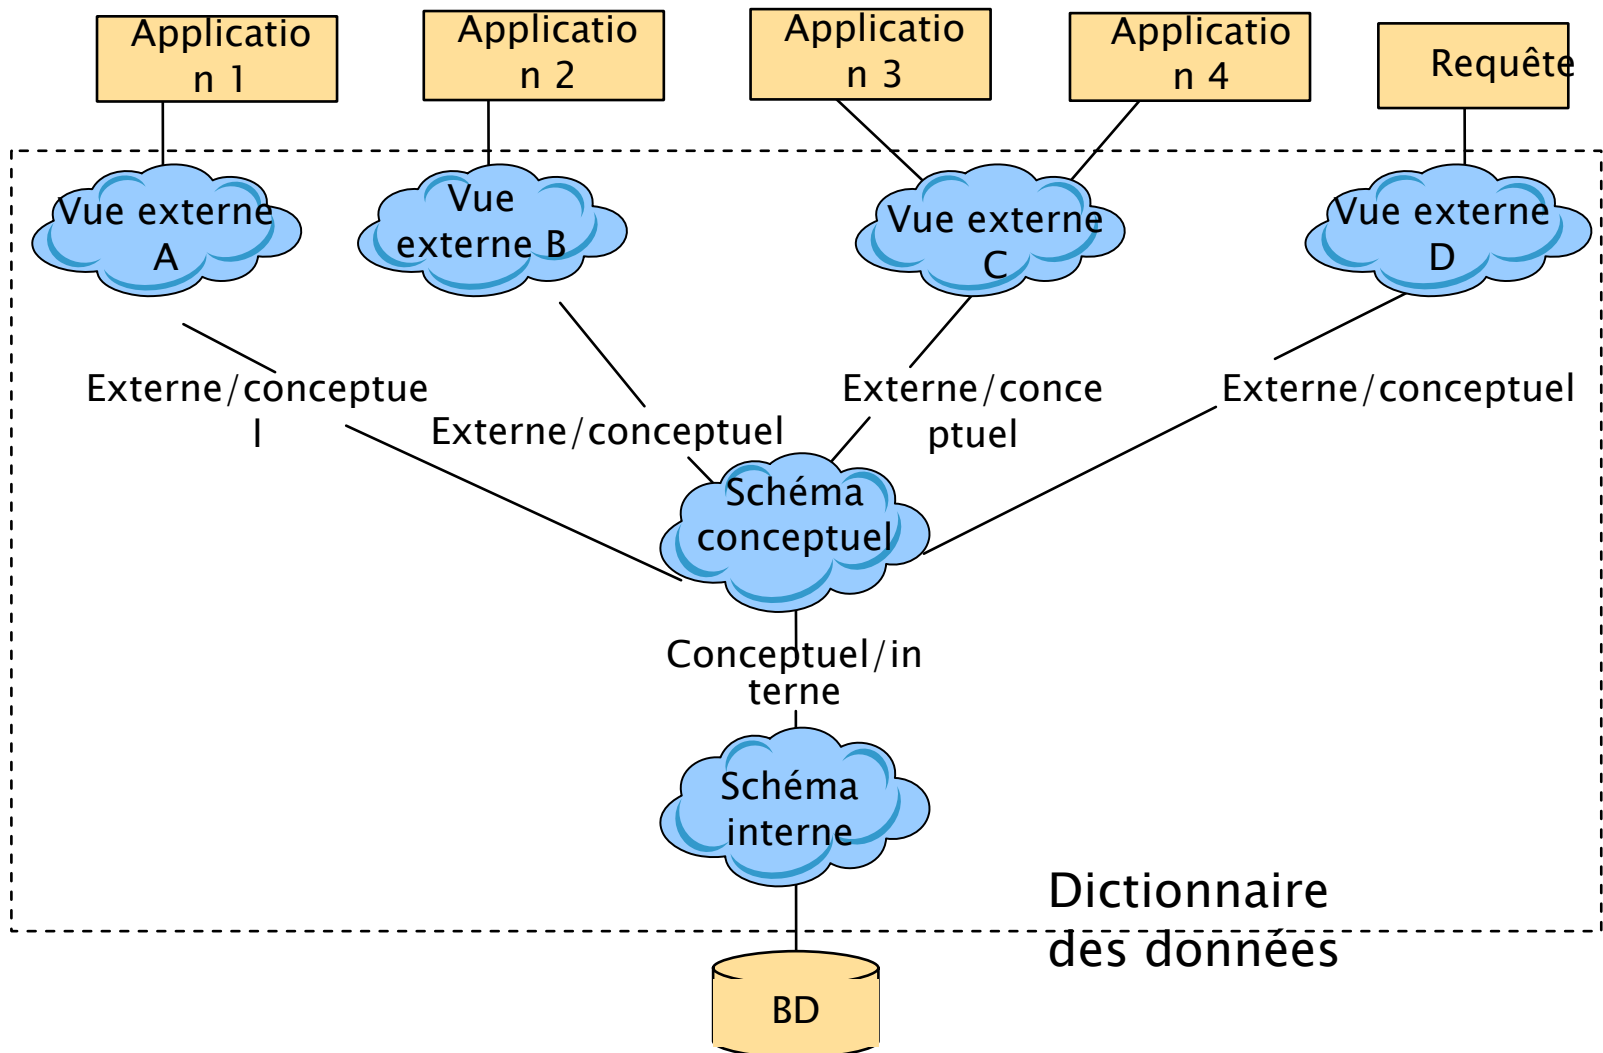 Applicatio
n 1
Applicatio
n 2
Applicatio
n 3
Applicatio
n 4
Requête
Vue externe
A
Vue
externe B
Vue externe
C
Vue externe
D
Externe/conceptue
l
Externe/conceptuel
Externe/conce
ptuel
Externe/conceptuel
Schéma
conceptuel
Conceptuel/in
terne
Schéma
interne
Dictionnaire
des données
BD